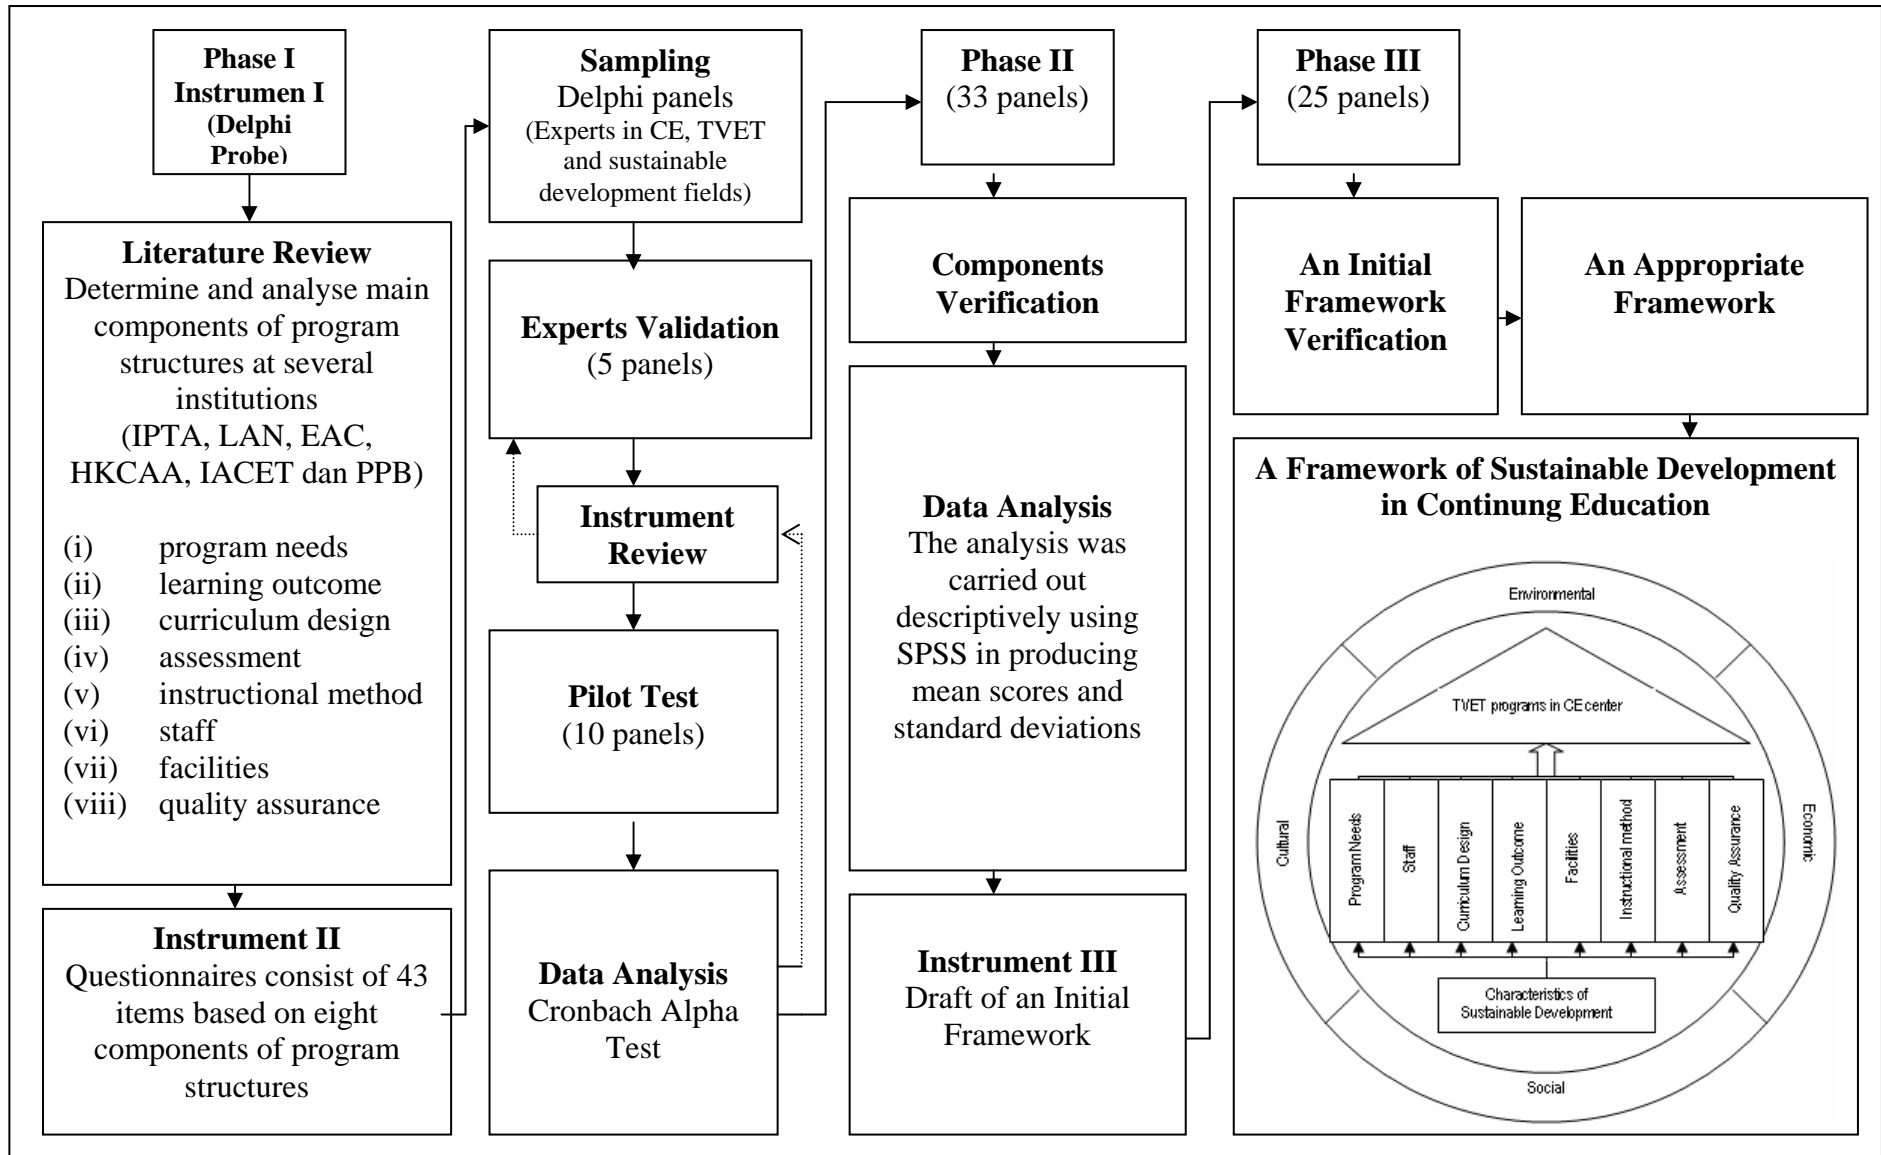 Phase I
Instrumen I
(Delphi
Probe)
Literature Review
Determine and analyse main
components of program
structures at several
institutions
(IPTA, LAN, EAC,
HKCAA, IACET dan PPB)
(i) program needs
(ii) learning outcome
(iii) curriculum design
(iv) assessment
(v) instructional method
(vi) staff
(vii) facilities
(viii) quality assurance
Instrument II
Questionnaires consist of 43
items based on eight
components of program
structures
Sampling
Delphi panels
(Experts in CE, TVET
and sustainable
development fields)
Experts Validation
(5 panels)
Instrument
Review
Pilot Test
(10 panels)
Data Analysis
Cronbach Alpha
Test
Phase II
(33 panels)
Components
Verification
Data Analysis
The analysis was
carried out
descriptively using
SPSS in producing
mean scores and
standard deviations
Instrument III
Draft of an Initial
Framework
Phase III
(25 panels)
An Initial
Framework
Verification
An Appropriate
Framework
A Framework of Sustainable Development
in Continung Education
Environmental
TVET programs in CE center
Cultural
Economic
Program Needs
Staff
Curriculum Design
Learning Outcome
Facilities
Instructional method
Assessment
Quality Assurance
Characteristics of
Sustainable Development
Social